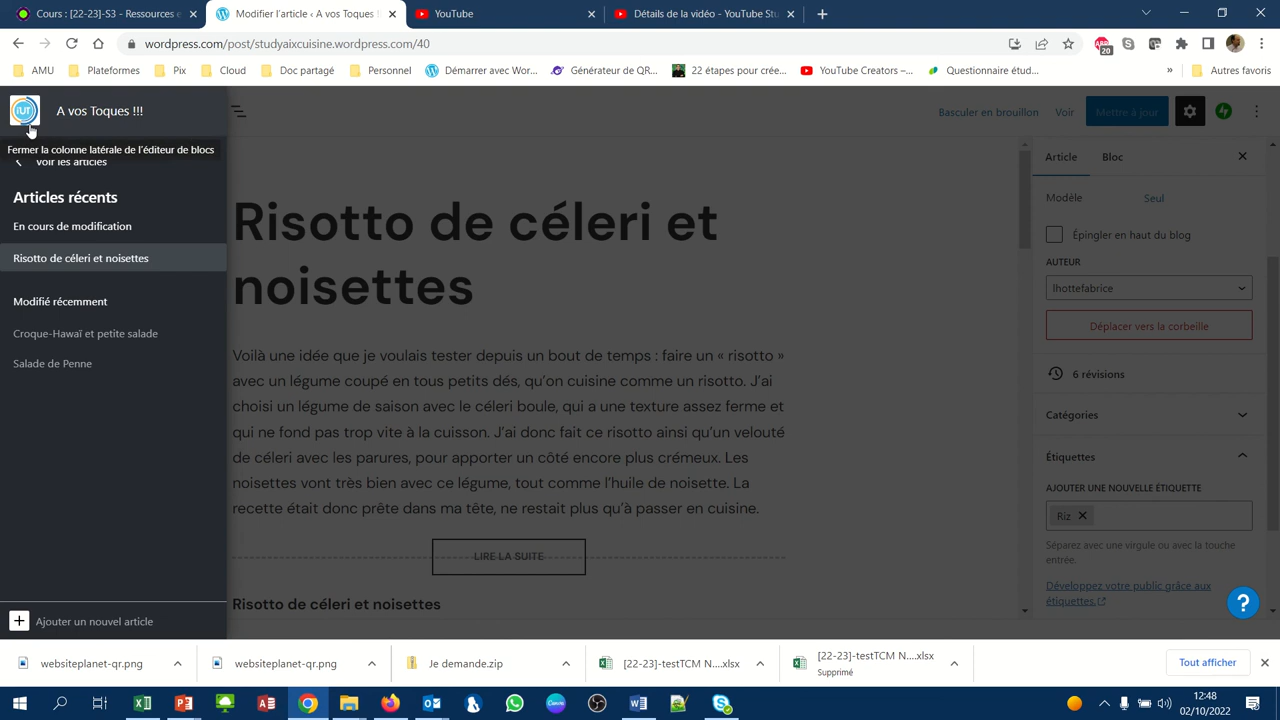 Cours : [22-23]-S3 - Ressources e
Modifier l'article ‹ A vos Toques !
YouTube
Détails de la vidéo - YouTube Stu
wordpress.com/post/studyaixcuisine.wordpress.com/40
20
AMU
Plateformes
Pix
Cloud
Doc partagé
Personnel
Démarrer avec Wor...
Générateur de QR...
22 étapes pour crée...
YouTube Creators –...
Questionnaire étud...
»
Autres favoris
IUT
A vos Toques !!!
Basculer en brouillon
Voir
Mettre à jour
Fermer la colonne latérale de l'éditeur de blocs
Voir les articles
Articles récents
En cours de modification
Risotto de céleri et noisettes
Modifié récemment
Croque-Hawaï et petite salade
Salade de Penne
Ajouter un nouvel article
Risotto de céleri et
noisettes
Voilà une idée que je voulais tester depuis un bout de temps : faire un « risotto »
avec un légume coupé en tous petits dés, qu'on cuisine comme un risotto. J'ai
choisi un légume de saison avec le céleri boule, qui a une texture assez ferme et
qui ne fond pas trop vite à la cuisson. J'ai donc fait ce risotto ainsi qu'un velouté
de céleri avec les parures, pour apporter un côté encore plus crémeux. Les
noisettes vont très bien avec ce légume, tout comme l'huile de noisette. La
recette était donc prête dans ma tête, ne restait plus qu'à passer en cuisine.
LIRE LA SUITE
Risotto de céleri et noisettes
Article
Bloc
Modèle
Seul
Épingler en haut du blog
AUTEUR
lhottefabrice
Déplacer vers la corbeille
6 révisions
Catégories
Étiquettes
AJOUTER UNE NOUVELLE ÉTIQUETTE
Riz
Séparez avec une virgule ou avec la touche
entrée.
Développez votre public grâce aux
étiquettes.
?
websiteplanet-qr.png
websiteplanet-qr.png
Je demande.zip
[22-23]-testTCM N....xlsx
[22-23]-testTCM N....xlsx
Supprimé
Tout afficher
12:48
02/10/2022